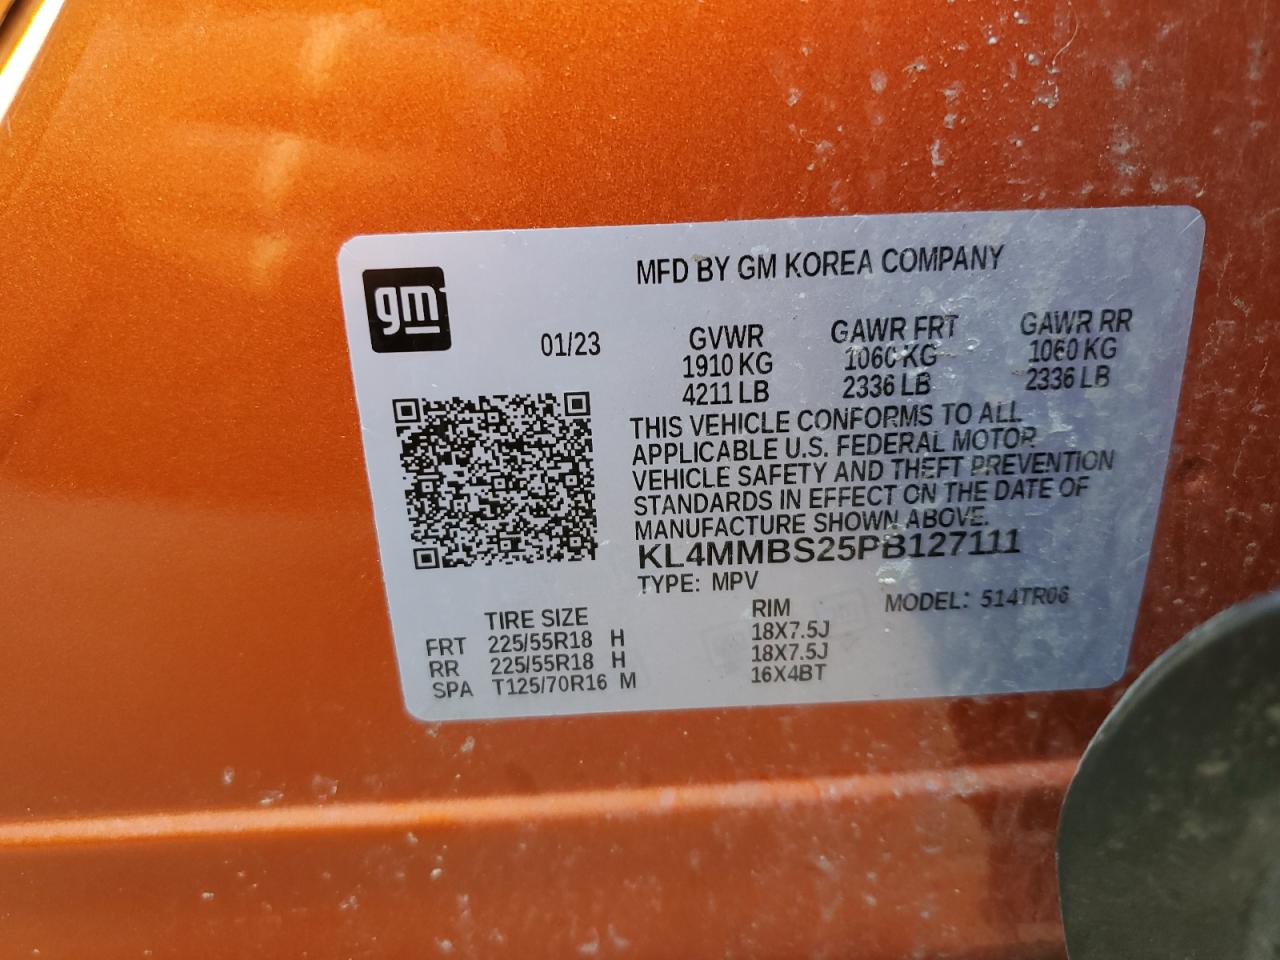 gm
MFD BY GM KOREA COMPANY
01/23 GVWR GAWR FRT GAWR RR
1910 KG 1060 KG 1060 KG
4211 LB 2336 LB 2336 LB
THIS VEHICLE CONFORMS TO ALL
APPLICABLE U.S. FEDERAL MOTOR
VEHICLE SAFETY AND THEFT PREVENTION
STANDARDS IN EFFECT ON THE DATE OF
MANUFACTURE SHOWN ABOVE.
KL4MMBS25PB127111
TYPE: MPV MODEL: 514TR06
TIRE SIZE RIM
FRT 225/55R18 H 18X7.5J
RR 225/55R18 H 18X7.5J
SPA T125/70R16 M 16X4BT